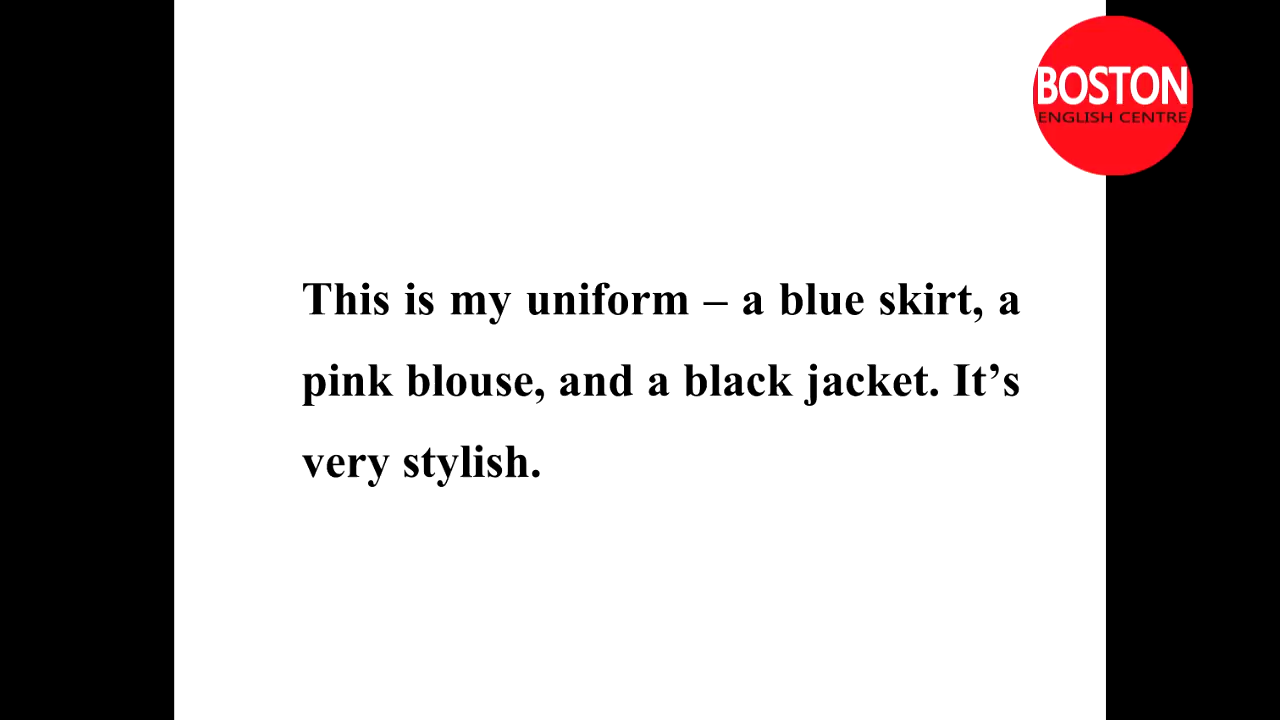 BOSTON
ENGLISH CENTRE
This is my uniform – a blue skirt, a
pink blouse, and a black jacket. It’s
very stylish.